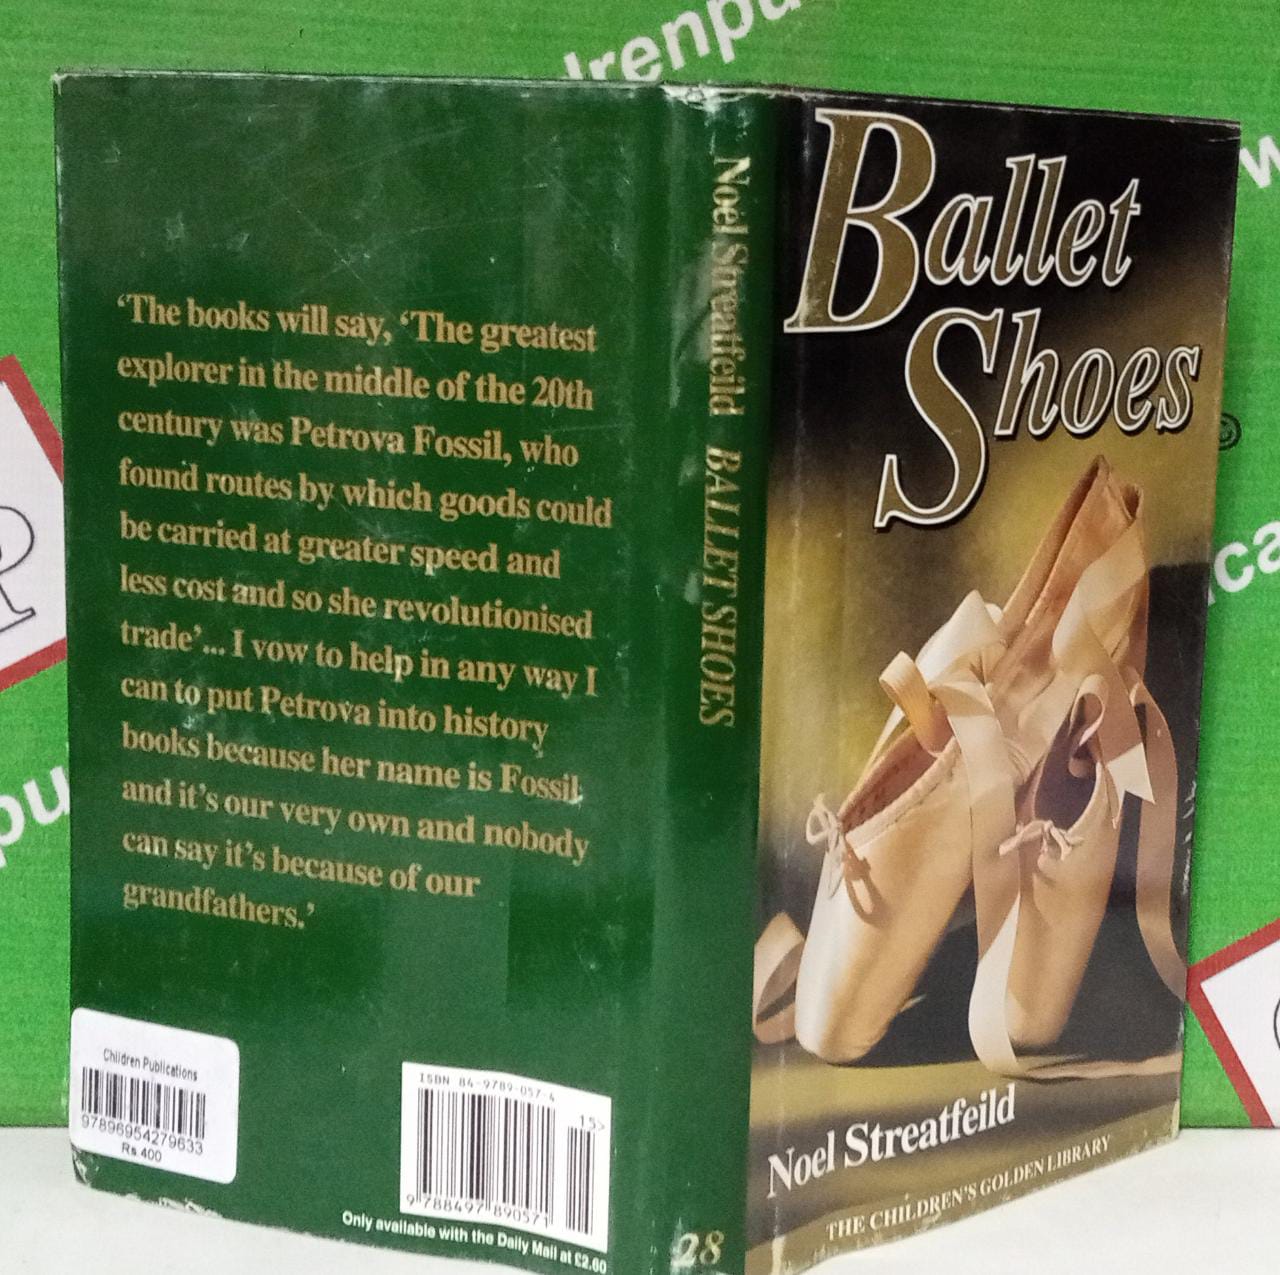 ‘The books will say, ‘The greatest
explorer in the middle of the 20th
century was Petrova Fossil, who
found routes by which goods could
be carried at greater speed and
less cost and so she revolutionised
trade’... I vow to help in any way I
can to put Petrova into history
books because her name is Fossil
and it’s our very own and nobody
can say it’s because of our
grandfathers.’
Children Publications
97896954279633
Rs.400
ISBN 84-9789-057-4
15>
9 788497 890571
Only available with the Daily Mail at £2.60
Noel Streatfeild BALLET SHOES
28
Ballet
Shoes
Noel Streatfeild
THE CHILDREN'S GOLDEN LIBRARY